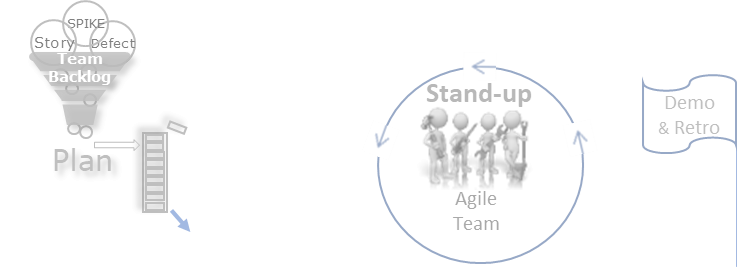 SPIKE
Story
Defect
Team
Backlog
Plan
Stand-up
Agile
Team
Demo
& Retro